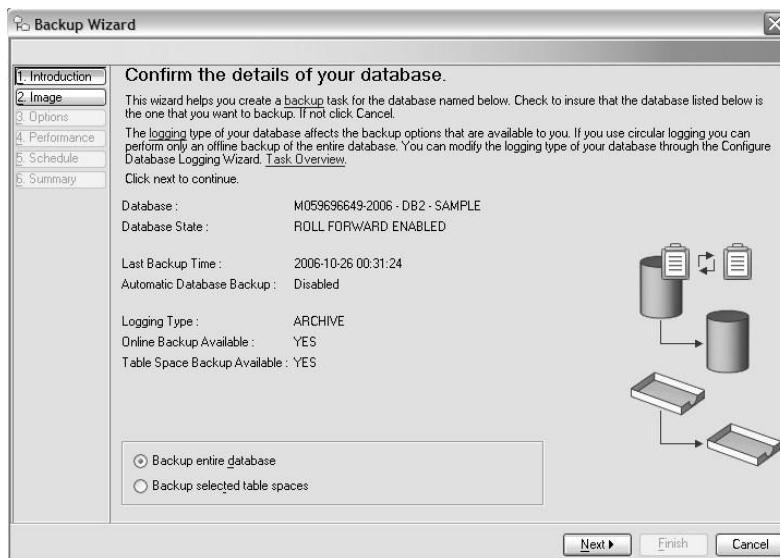 Backup Wizard
1. Introduction
2. Image
3. Options
4. Performance
5. Schedule
6. Summary
Confirm the details of your database.
This wizard helps you create a backup task for the database named below. Check to insure that the database listed below is
the one that you want to backup. If not click Cancel.
The logging type of your database affects the backup options that are available to you. If you use circular logging you can
perform only an offline backup of the entire database. You can modify the logging type of your database through the Configure
Database Logging Wizard. Task Overview.
Click next to continue.
Database : M059696649-2006 - DB2 - SAMPLE
Database State : ROLL FORWARD ENABLED
Last Backup Time : 2006-10-26 00:31:24
Automatic Database Backup : Disabled
Logging Type : ARCHIVE
Online Backup Available : YES
Table Space Backup Available : YES
Backup entire database
Backup selected table spaces
Next
Finish
Cancel